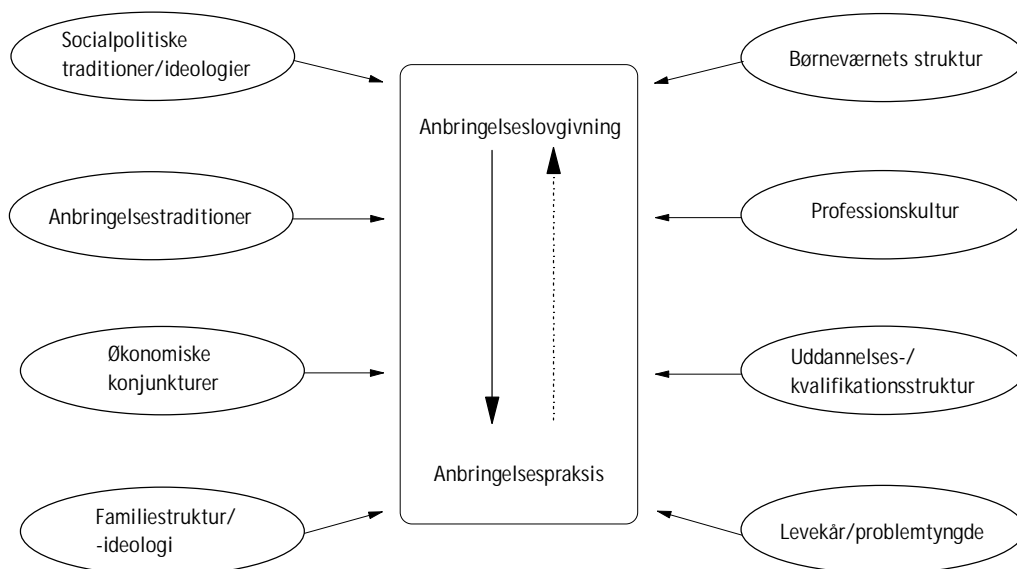 Socialpolitiske
traditioner/ideologier
Børneværnets struktur
Anbringelseslovgivning
Anbringelsestraditioner
Professionskultur
Økonomiske
konjunkturer
Uddannelses-/
kvalifikationsstruktur
Anbringelsespraksis
Familiestruktur/
-ideologi
Levekår/problemtyngde